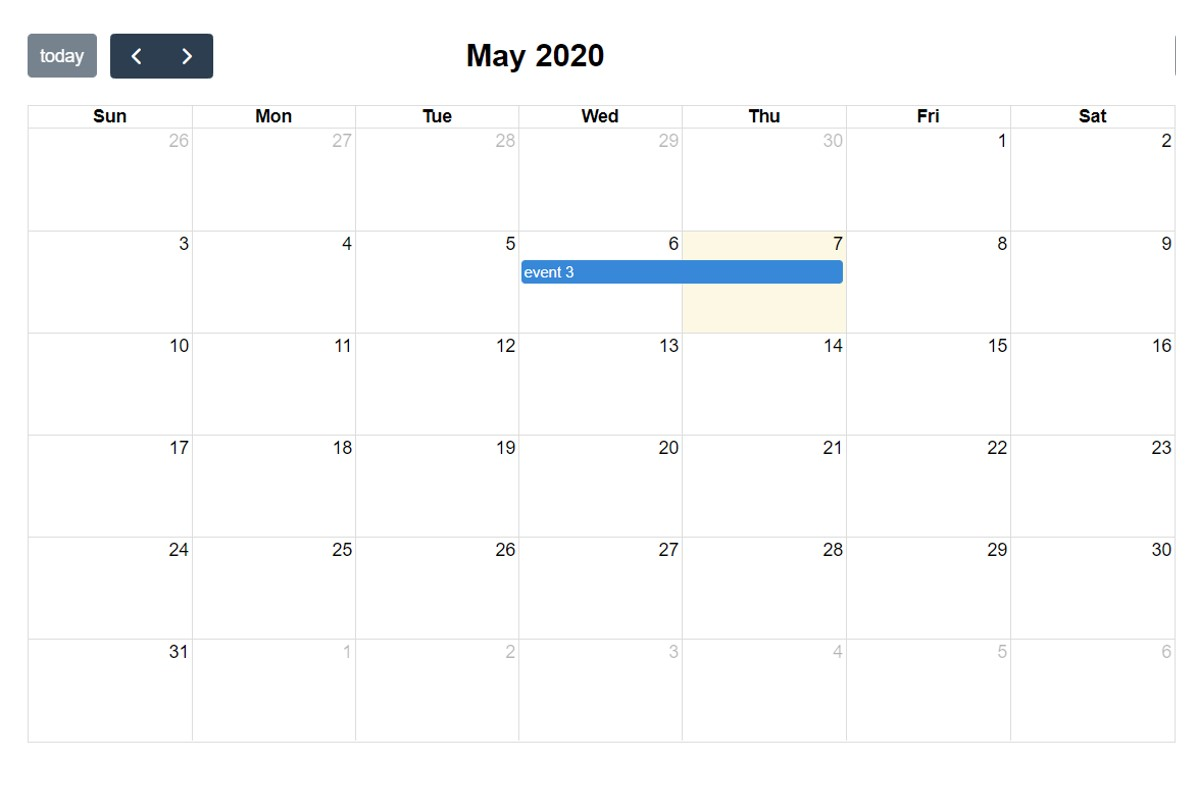 today
May 2020
Sun Mon Tue Wed Thu Fri Sat
26 27 28 29 30 1 2
3 4 5 6 7 8 9
event 3
10 11 12 13 14 15 16
17 18 19 20 21 22 23
24 25 26 27 28 29 30
31 1 2 3 4 5 6